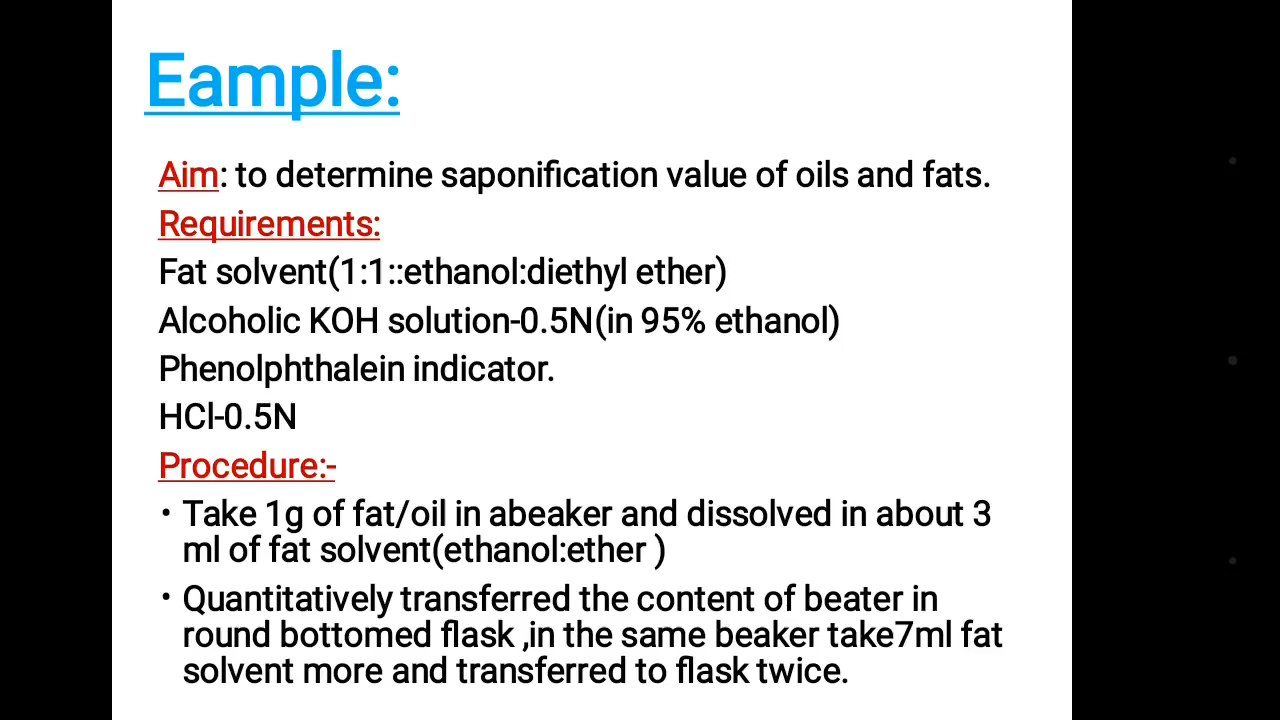 Eample:
Aim: to determine saponification value of oils and fats.
Requirements:
Fat solvent(1:1::ethanol:diethyl ether)
Alcoholic KOH solution-0.5N(in 95% ethanol)
Phenolphthalein indicator.
HCl-0.5N
Procedure:-
• Take 1g of fat/oil in abeaker and dissolved in about 3
ml of fat solvent(ethanol:ether )
• Quantitatively transferred the content of beater in
round bottomed flask ,in the same beaker take7ml fat
solvent more and transferred to flask twice.